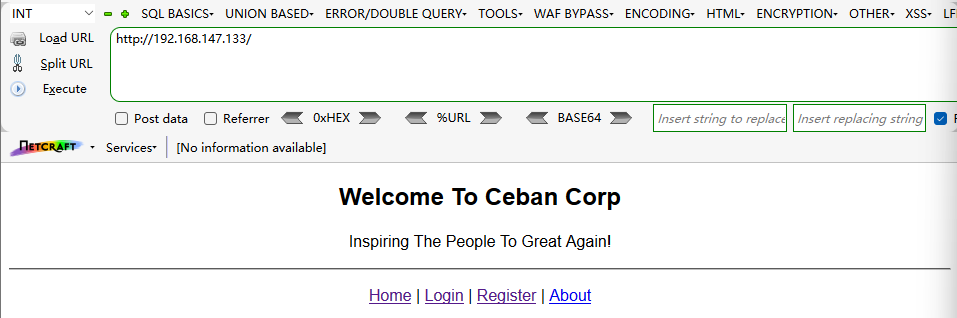 INT SQL BASICS UNION BASED ERROR/DOUBLE QUERY TOOLS WAF BYPASS ENCODING HTML ENCRYPTION OTHER XSS LF
Load URL http://192.168.147.133/
Split URL
Execute
Post data Referrer 0xHEX %URL BASE64 Insert string to replace Insert replacing string
NETCRAFT Services [No information available]
Welcome To Ceban Corp
Inspiring The People To Great Again!
Home | Login | Register | About